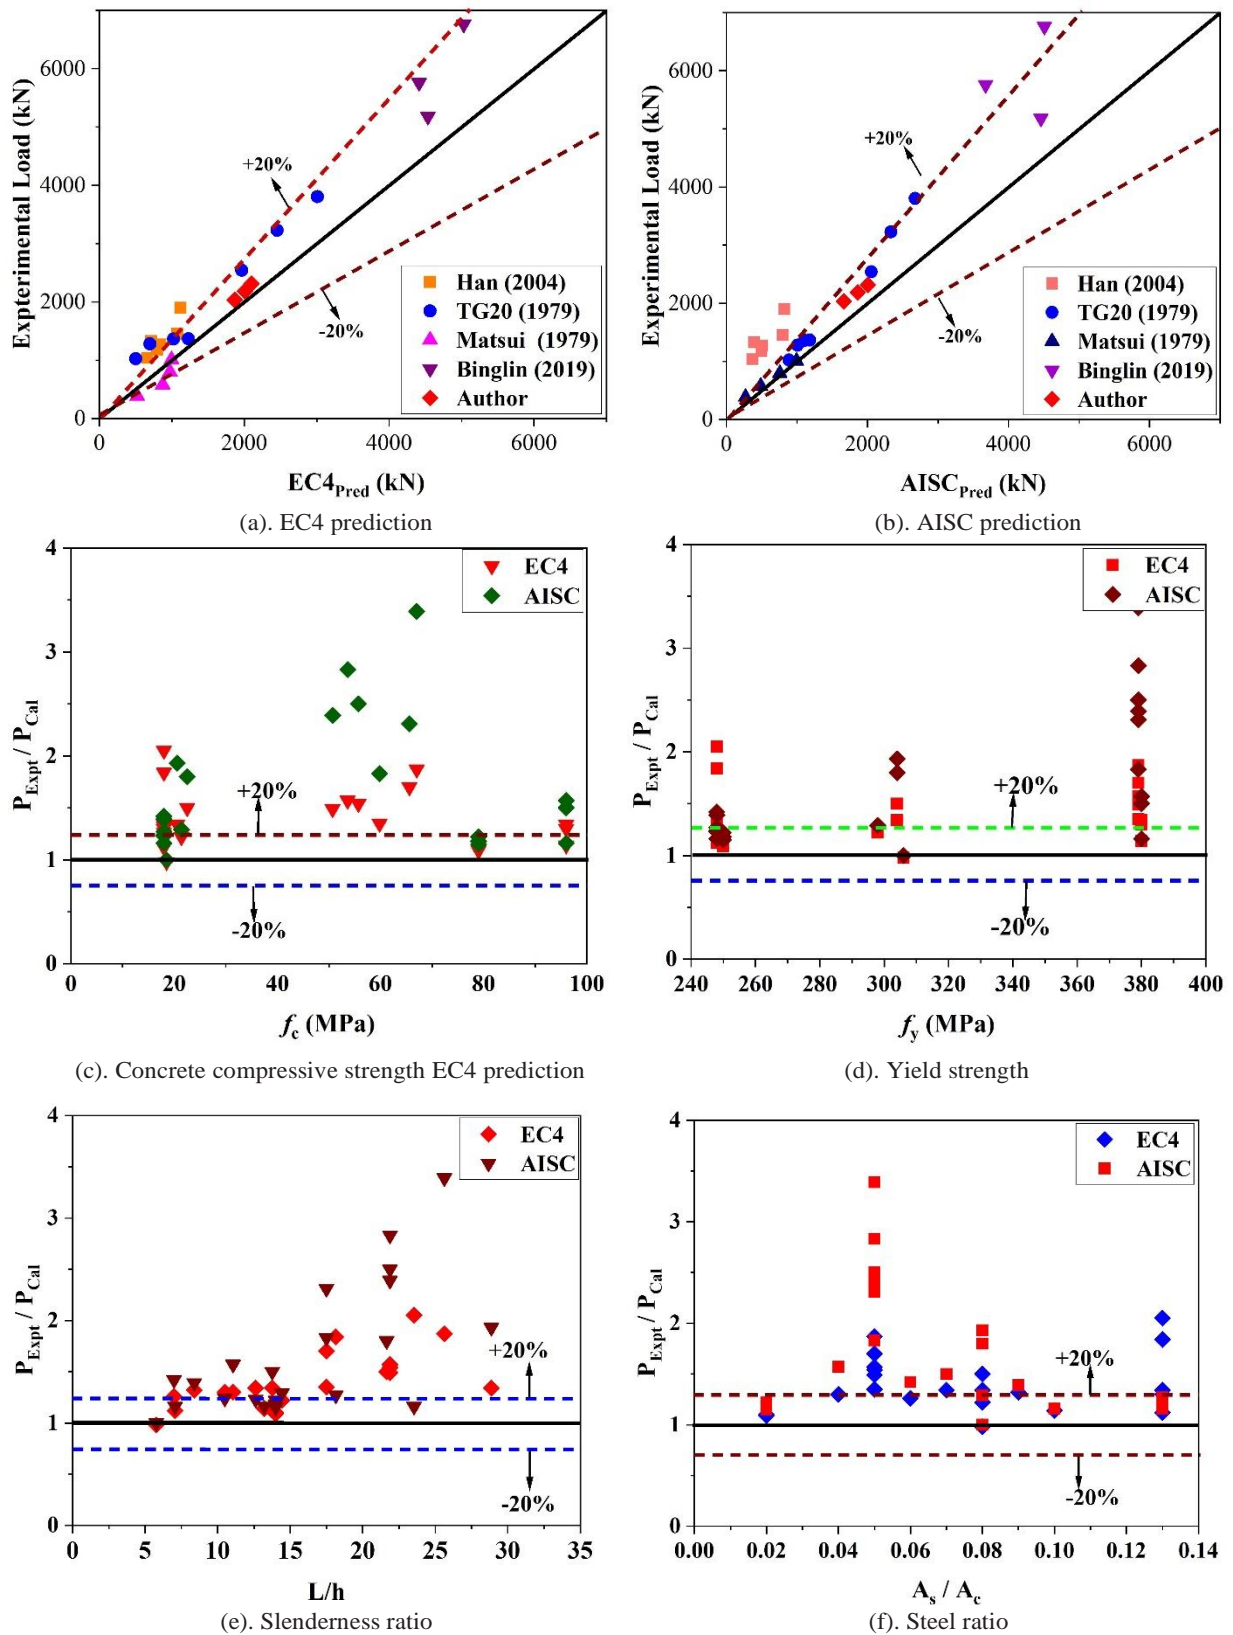 Expterimental Load (kN)
6000
4000
2000
0
+20%
-20%
Han (2004)
TG20 (1979)
Matsui (1979)
Binglin (2019)
Author
0 2000 4000 6000
EC4Pred (kN)
(a). EC4 prediction
Experimental Load (kN)
6000
4000
2000
0
+20%
-20%
Han (2004)
TG20 (1979)
Matsui (1979)
Binglin (2019)
Author
0 2000 4000 6000
AISCPred (kN)
(b). AISC prediction
PExpt / PCal
4
3
2
1
0
EC4
AISC
+20%
-20%
0 20 40 60 80 100
fc (MPa)
(c). Concrete compressive strength EC4 prediction
PExpt / PCal
4
3
2
1
0
EC4
AISC
+20%
-20%
240 260 280 300 320 340 360 380 400
fy (MPa)
(d). Yield strength
PExpt / PCal
4
3
2
1
0
EC4
AISC
+20%
-20%
0 5 10 15 20 25 30 35
L/h
(e). Slenderness ratio
PExpt / PCal
4
3
2
1
0
EC4
AISC
+20%
-20%
0.00 0.02 0.04 0.06 0.08 0.10 0.12 0.14
As / Ac
(f). Steel ratio